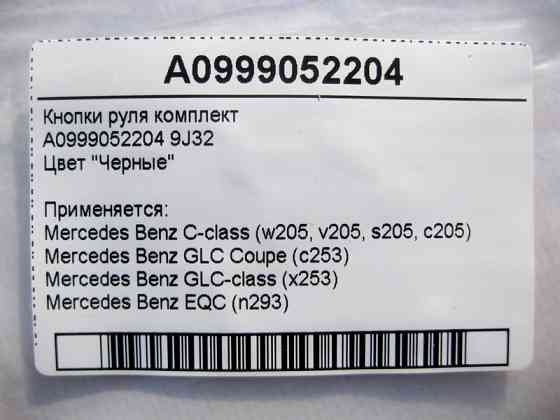 A0999052204
Кнопки руля комплект
A0999052204 9J32
Цвет "Черные"
Применяется:
Mercedes Benz C-class (w205, v205, s205, c205)
Mercedes Benz GLC Coupe (c253)
Mercedes Benz GLC-class (x253)
Mercedes Benz EQC (n293)